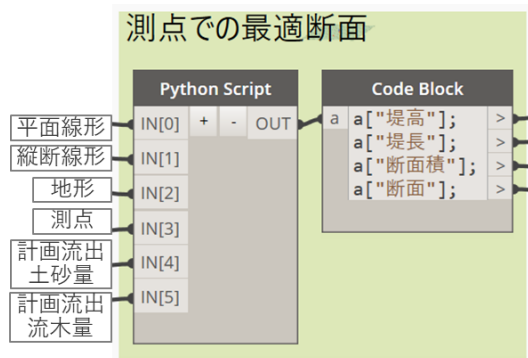 測点での最適断面
Python Script
Code Block
平面線形
IN[0]
+
-
OUT
a
a["堤高"];
>
縦断線形
IN[1]
a["堤長"];
>
地形
IN[2]
a["断面積"];
>
a["断面"];
>
測点
IN[3]
計画流出
土砂量
IN[4]
計画流出
流木量
IN[5]